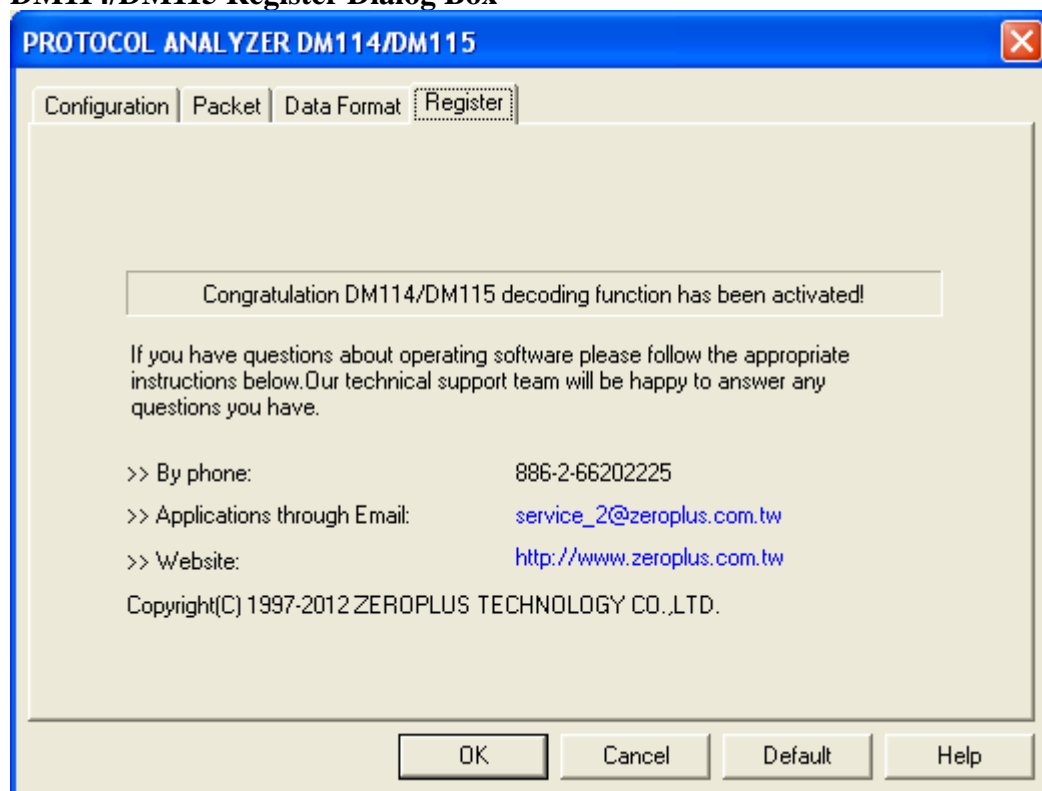 DM114/DM115 Register Dialog Box
PROTOCOL ANALYZER DM114/DM115
Configuration Packet Data Format Register
Congratulation DM114/DM115 decoding function has been activated!
If you have questions about operating software please follow the appropriate
instructions below.Our technical support team will be happy to answer any
questions you have.
>> By phone: 886-2-66202225
>> Applications through Email: service_2@zeroplus.com.tw
>> Website: http://www.zeroplus.com.tw
Copyright(C) 1997-2012 ZEROPLUS TECHNOLOGY CO.,LTD.
OK Cancel Default Help